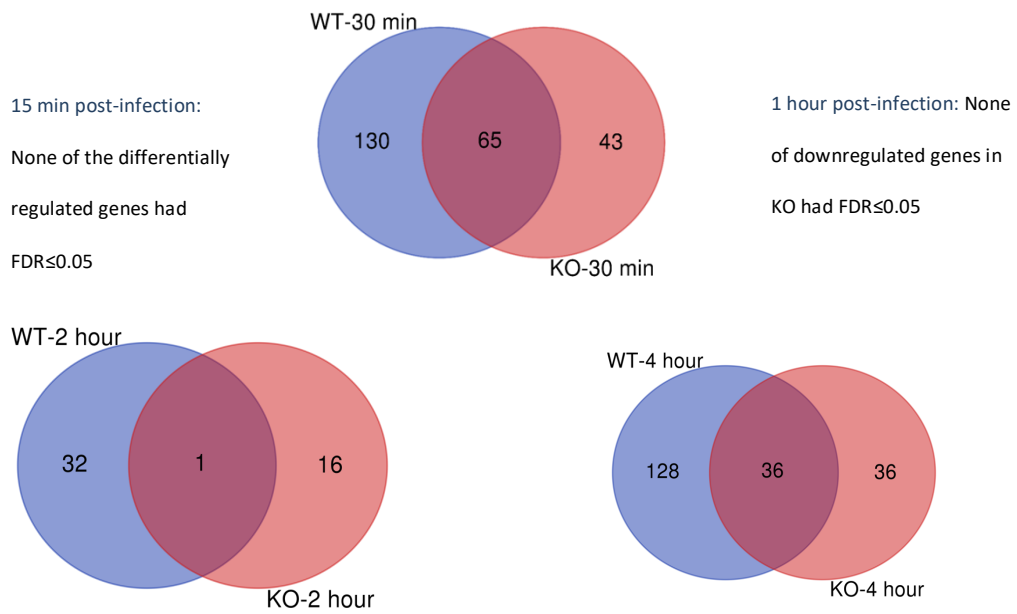 WT-30 min
15 min post-infection:
None of the differentially
regulated genes had
FDR≤0.05
130
65
43
KO-30 min
1 hour post-infection: None
of downregulated genes in
KO had FDR≤0.05
WT-2 hour
32
1
16
KO-2 hour
WT-4 hour
128
36
36
KO-4 hour